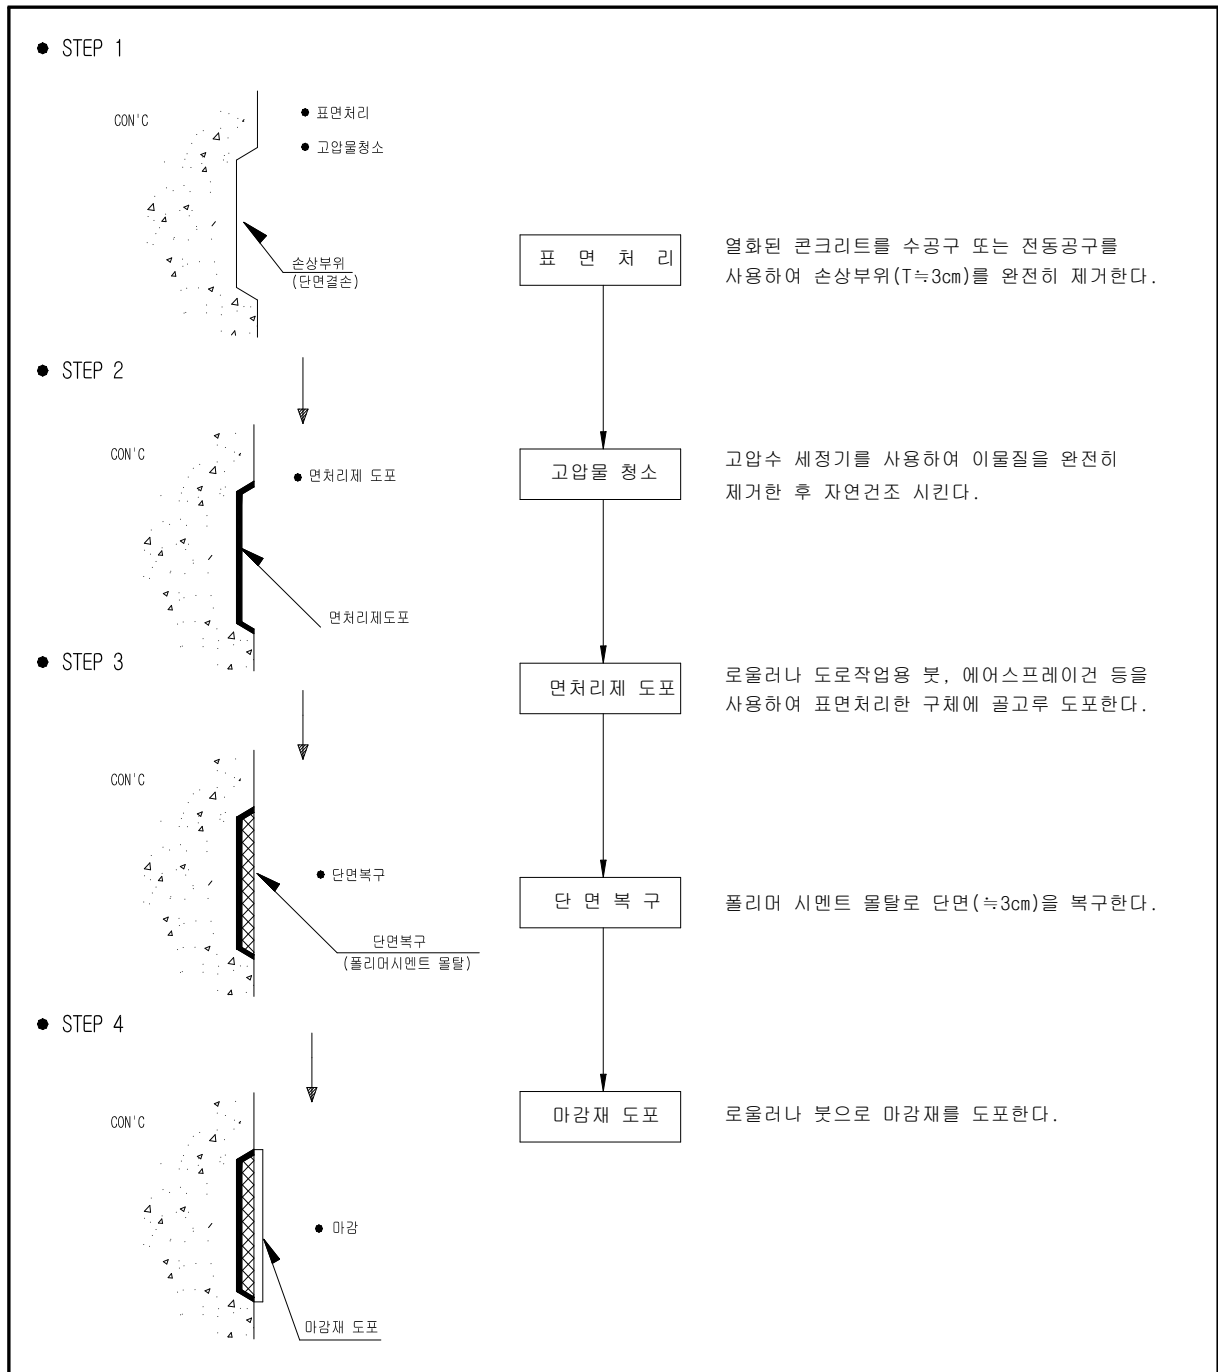 STEP 1
CON'C
표면처리
고압물청소
손상부위
(단면결손)
STEP 2
CON'C
면처리제 도포
면처리제도포
STEP 3
CON'C
단면복구
단면복구
(폴리머시멘트 몰탈)
STEP 4
CON'C
마감
마감재 도포
표 면 처 리
열화된 콘크리트를 수공구 또는 전동공구를
사용하여 손상부위(T≒3cm)를 완전히 제거한다.
고압물 청소
고압수 세정기를 사용하여 이물질을 완전히
제거한 후 자연건조 시킨다.
면처리제 도포
로울러나 도로작업용 붓, 에어스프레이건 등을
사용하여 표면처리한 구체에 골고루 도포한다.
단 면 복 구
폴리머 시멘트 몰탈로 단면(≒3cm)을 복구한다.
마감재 도포
로울러나 붓으로 마감재를 도포한다.